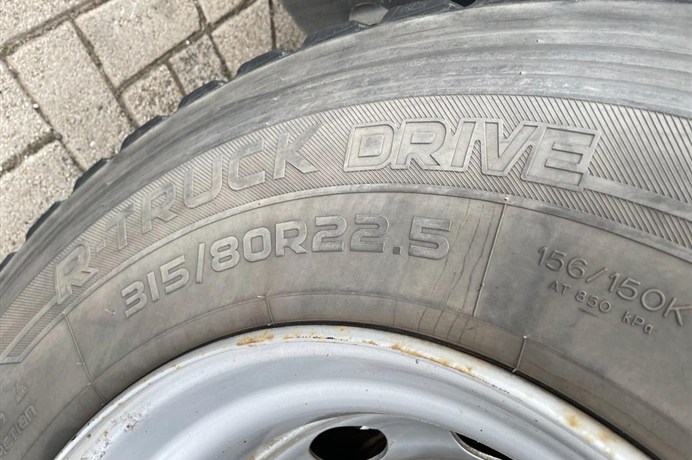 R-TRUCK DRIVE
315/80R22.5
156/150K
AT 850 kPa